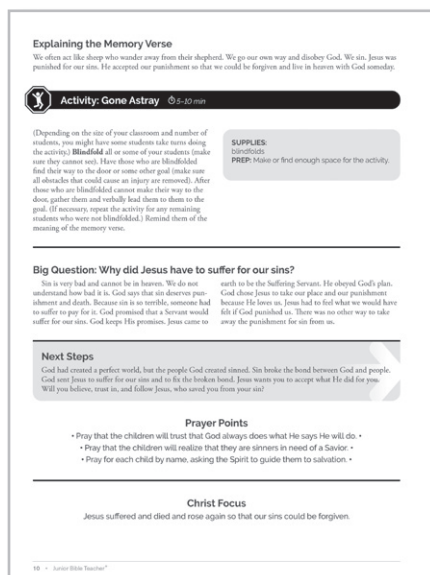 Explaining the Memory Verse
We often act like sheep who wander away from their shepherd. We go our own way and disobey God. We sin. Jesus was
punished for our sins. He accepted our punishment so that we could be forgiven and live in heaven with God someday.
Activity: Gone Astray 5–10 min
(Depending on the size of your classroom and number of
students, you might have some students take turns doing
the activity.) Blindfold all or some of your students (make
sure they cannot see). Have those who are blindfolded
find their way to the door or some other goal (make sure
all obstacles that could cause an injury are removed). After
those who are blindfolded cannot make their way to the
door, gather them and verbally lead them to them to the
goal. (If necessary, repeat the activity for any remaining
students who were not blindfolded.) Remind them of the
meaning of the memory verse.
SUPPLIES:
blindfolds
PREP: Make or find enough space for the activity.
Big Question: Why did Jesus have to suffer for our sins?
Sin is very bad and cannot be in heaven. We do not
understand how bad it is. God says that sin deserves pun-
ishment and death. Because sin is so terrible, someone had
to suffer to pay for it. God promised that a Servant would
suffer for our sins. God keeps His promises. Jesus came to
earth to be the Suffering Servant. He obeyed God's plan.
God chose Jesus to take our place and our punishment
because He loves us. Jesus had to feel what we would have
felt if God punished us. There was no other way to take
away the punishment for sin from us.
Next Steps
God had created a perfect world, but the people God created sinned. Sin broke the bond between God and people.
God sent Jesus to suffer for our sins and to fix the broken bond. Jesus wants you to accept what He did for you.
Will you believe, trust in, and follow Jesus, who saved you from your sin?
Prayer Points
• Pray that the children will trust that God always does what He says He will do. •
• Pray that the children will realize that they are sinners in need of a Savior. •
• Pray for each child by name, asking the Spirit to guide them to salvation. •
Christ Focus
Jesus suffered and died and rose again so that our sins could be forgiven.
10 • Junior Bible Teacher